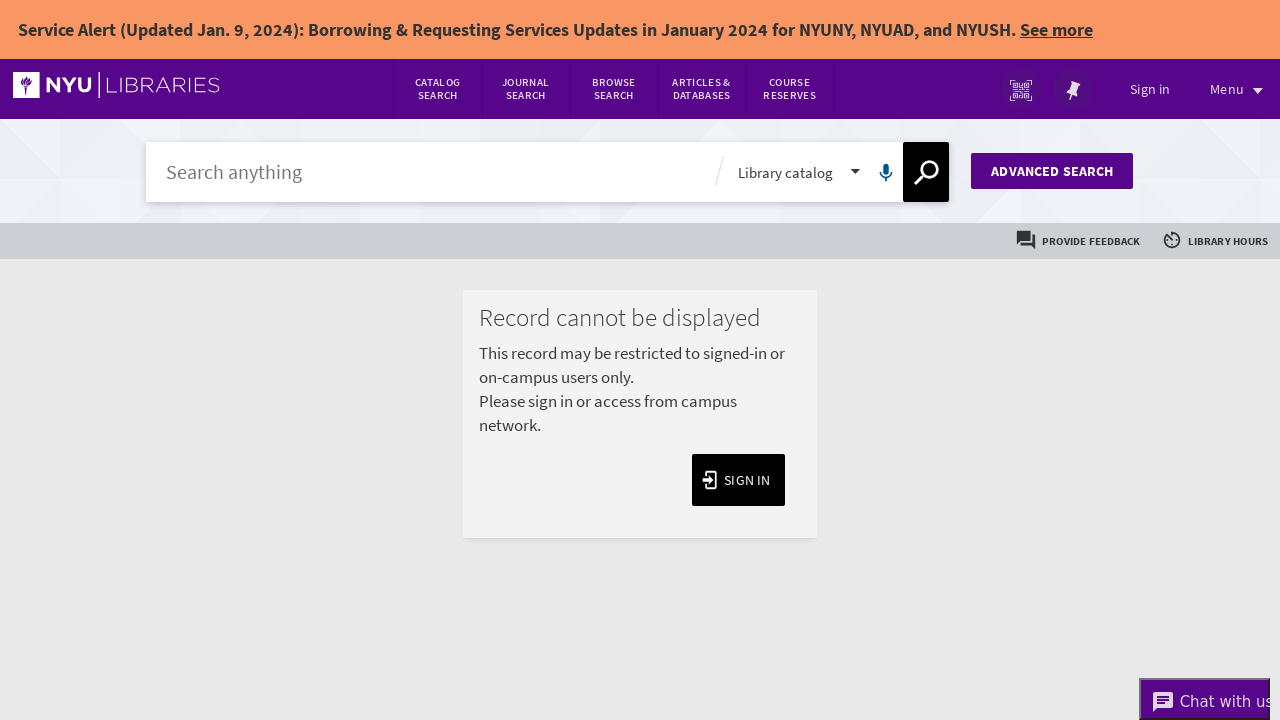 Service Alert (Updated Jan. 9, 2024): Borrowing & Requesting Services Updates in January 2024 for NYUNY, NYUAD, and NYUSH. See more
NYU LIBRARIES
CATALOG SEARCH
JOURNAL SEARCH
BROWSE SEARCH
ARTICLES & DATABASES
COURSE RESERVES
Sign in
Menu
Search anything
Library catalog
ADVANCED SEARCH
PROVIDE FEEDBACK
LIBRARY HOURS
Record cannot be displayed
This record may be restricted to signed-in or
on-campus users only.
Please sign in or access from campus
network.
SIGN IN
Chat with us